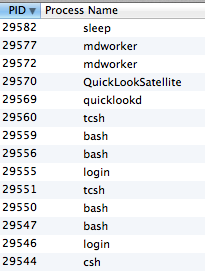 PID Process Name
29582 sleep
29577 mdworker
29572 mdworker
29570 QuickLookSatellite
29569 quicklookd
29560 tcsh
29559 bash
29556 bash
29555 login
29551 tcsh
29550 bash
29547 bash
29546 login
29544 csh